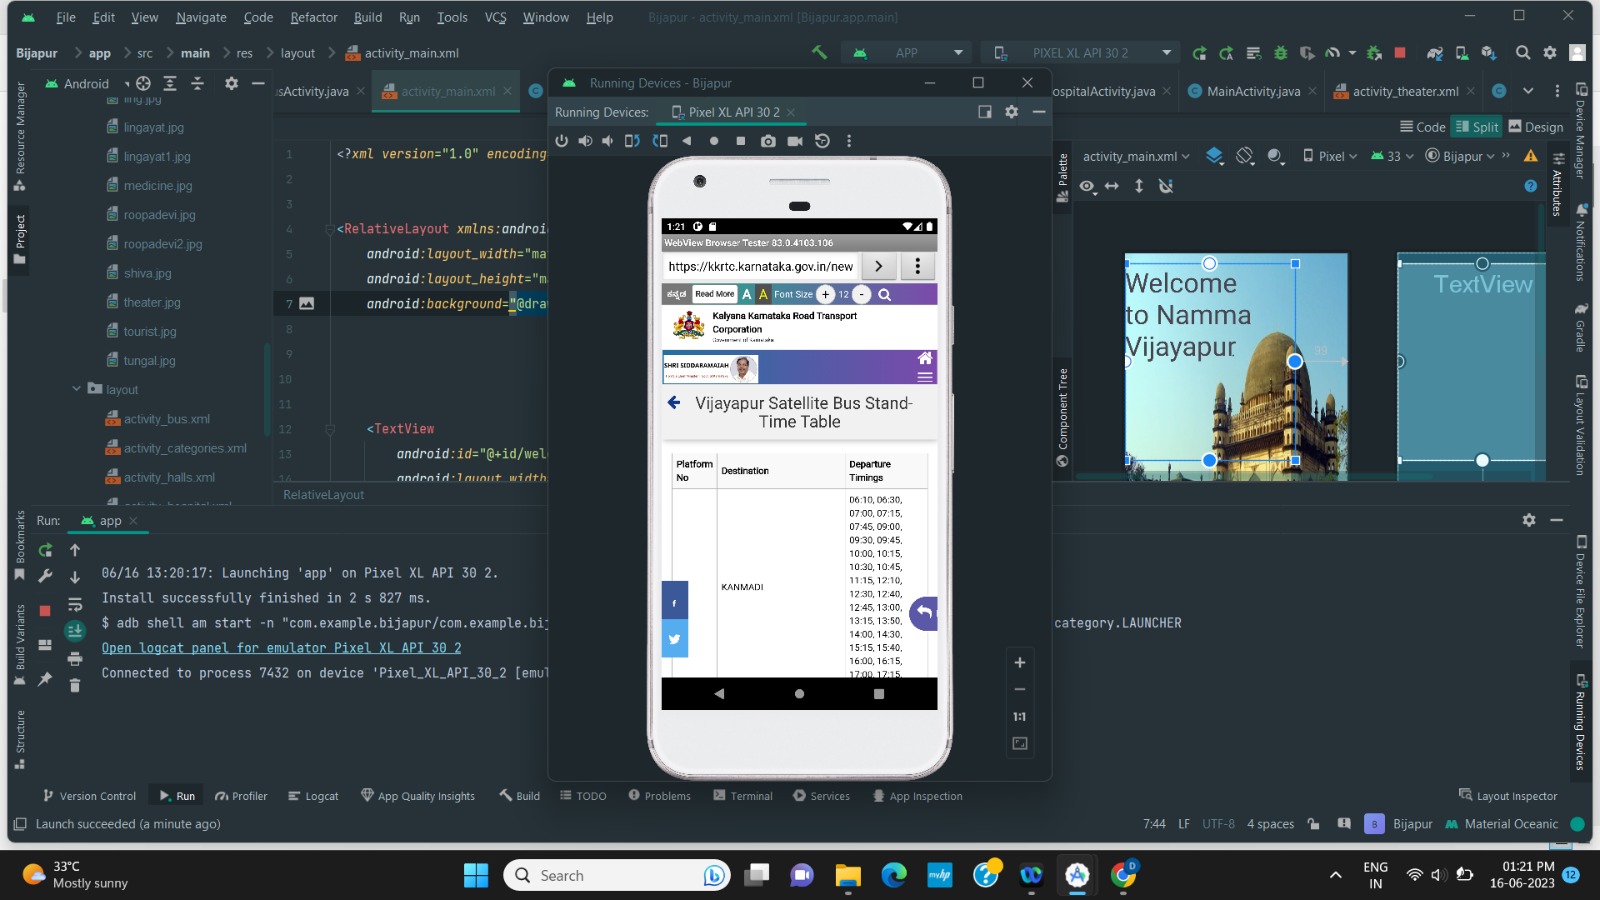 File Edit View Navigate Code Refactor Build Run Tools VCS Window Help Bijapur - activity_main.xml [Bijapur.app.main]
Bijapur app src main res layout activity_main.xml APP PIXEL XL API 30 2
Android activity_main.xml ospitalActivity.java MainActivity.java activity_theater.xml
sActivity.java
Code Split Design
Resource Manager
Project
Bookmarks
Build Variants
Structure
lingayat.jpg
lingayat1.jpg
medicine.jpg
roopadevi.jpg
roopadevi2.jpg
shiva.jpg
theater.jpg
tourist.jpg
tungal.jpg
layout
activity_bus.xml
activity_categories.xml
activity_halls.xml
1 <?xml version="1.0" encoding
2
3
4 <RelativeLayout xmlns:androi
5 android:layout_width="ma
6 android:layout_height="ma
7 android:background="@draw
8
9
10
11
12 <TextView
13 android:id="@+id/wel
14 android:layout_width
RelativeLayout
Running Devices - Bijapur
Running Devices: Pixel XL API 30 2
1:21
WebView Browser Tester 83.0.4103.106
https://kkrtc.karnataka.gov.in/new
ಕನ್ನಡ Read More A A Font Size + 12 -
Kalyana Karnataka Road Transport
Corporation
Government of Karnataka
SHRI SIDDARAMAIAH
Vijayapur Satellite Bus Stand-
Time Table
Platform No Destination Departure Timings
KANMADI
06:10, 06:30,
07:00, 07:15,
07:45, 09:00,
09:30, 09:45,
10:00, 10:15,
10:30, 10:45,
11:15, 12:10,
12:30, 12:40,
12:45, 13:00,
13:15, 13:50,
14:00, 14:30,
15:15, 15:40,
16:00, 16:15,
17:00, 17:15,
1:1
Palette
Component Tree
activity_main.xml Pixel 33 Bijapur
Welcome
to Namma
Vijayapur
99
TextView
Attributes
Device Manager
Notifications
Gradle
Layout Validation
Device File Explorer
Running Devices
Run: app
06/16 13:20:17: Launching 'app' on Pixel XL API 30 2.
Install successfully finished in 2 s 827 ms.
$ adb shell am start -n "com.example.bijapur/com.example.bij category.LAUNCHER
Open logcat panel for emulator Pixel XL API 30 2
Connected to process 7432 on device 'Pixel_XL_API_30_2 [emul
Version Control Run Profiler Logcat App Quality Insights Build TODO Problems Terminal Services App Inspection Layout Inspector
Launch succeeded (a minute ago) 7:44 LF UTF-8 4 spaces B Bijapur Material Oceanic
33°C
Mostly sunny
Search
myhp
D
ENG
IN
01:21 PM
16-06-2023
12